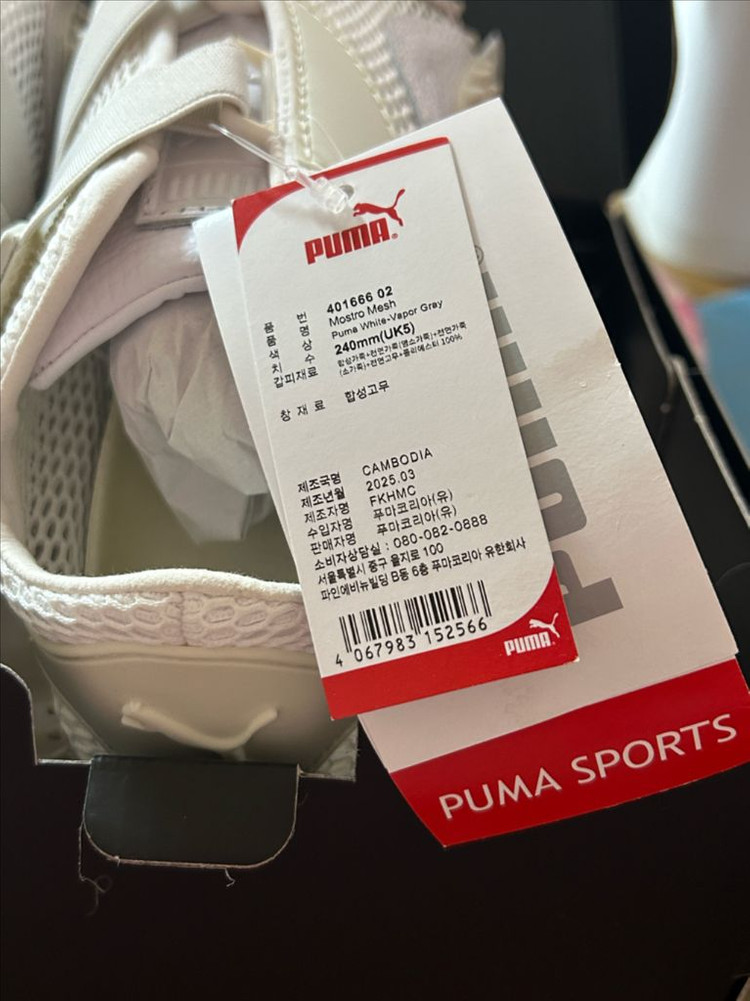 PUMA
품 번 401666 02
품 명 Mostro Mesh
색 상 Puma White-Vapor Gray
치 수 240mm(UK5)
갑피재료 합성가죽+천연가죽(염소가죽)+천연가죽
(소가죽)+천연고무+폴리에스터 100%
창 재 료 합성고무
제조국명 CAMBODIA
제조년월 2025.03
제조자명 FKHMC
수입자명 푸마코리아(유)
판매자명 푸마코리아(유)
소비자상담실 : 080-082-0888
서울특별시 중구 을지로 100
파인에비뉴빌딩 B동 6층 푸마코리아 유한회사
4 067983 152566
PUMA
PUMA
PUMA SPORTS